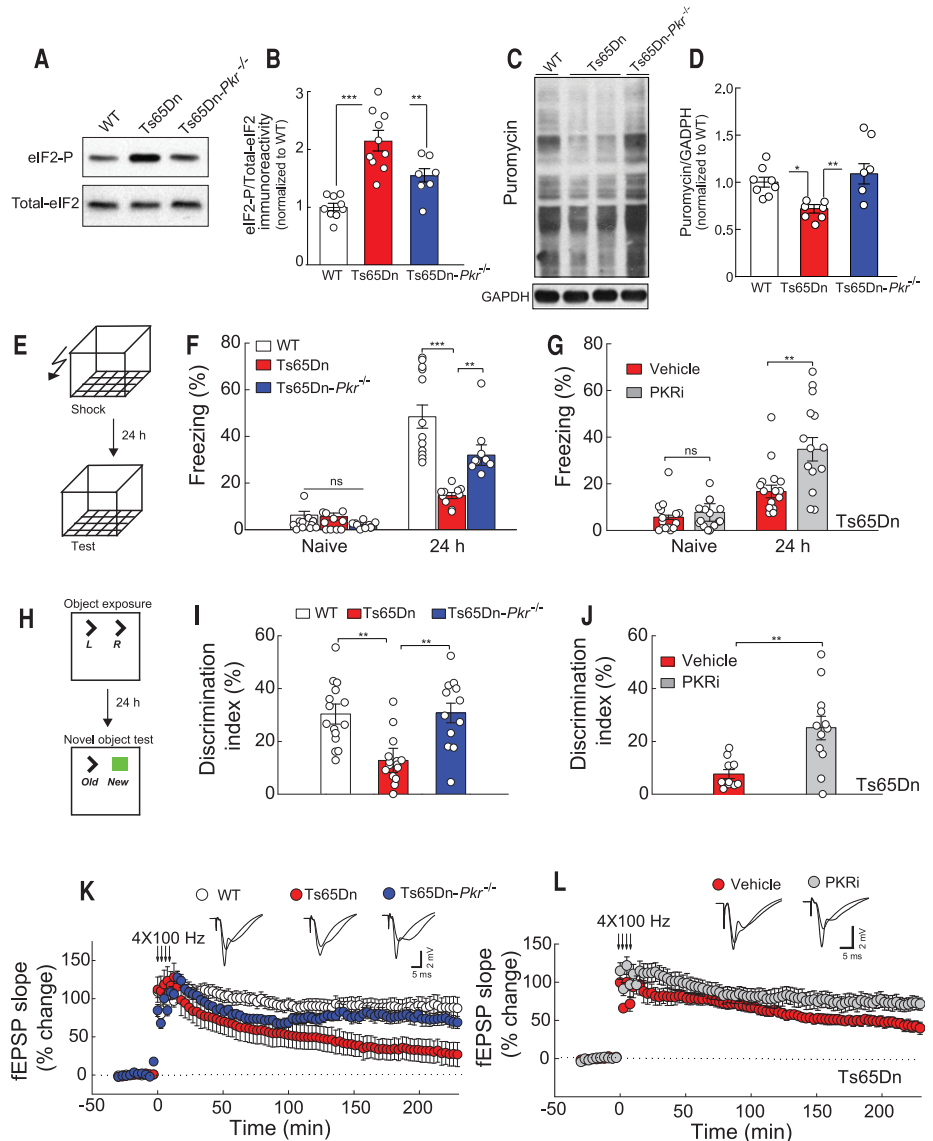 A
WT
Ts65Dn
Ts65Dn-Pkr-/-
eIF2-P
Total-eIF2
B
eIF2-P/Total-eIF2
immunoreactivity
(normalized to WT)
3
2
1
0
***
**
WT
Ts65Dn
Ts65Dn-Pkr-/-
C
WT
Ts65Dn
Ts65Dn-Pkr-/-
Puromycin
GAPDH
D
Puromycin/GADPH
(normalized to WT)
2.0
1.5
1.0
0.5
0
*
**
WT
Ts65Dn
Ts65Dn-Pkr-/-
E
Shock
24 h
Test
F
Freezing (%)
80
60
40
20
0
WT
Ts65Dn
Ts65Dn-Pkr-/-
ns
***
**
Naive
24 h
G
Freezing (%)
80
60
40
20
0
Vehicle
PKRi
ns
**
Naive
24 h
Ts65Dn
H
Object exposure
L R
24 h
Novel object test
Old New
I
WT
Ts65Dn
Ts65Dn-Pkr-/-
Discrimination
index (%)
60
40
20
0
**
**
J
Discrimination
index (%)
60
40
20
0
Vehicle
PKRi
**
Ts65Dn
K
WT
Ts65Dn
Ts65Dn-Pkr-/-
4X100 Hz
2 mV
5 ms
fEPSP slope
(% change)
150
100
50
0
-50 0 50 100 150 200
Time (min)
L
Vehicle
PKRi
4X100 Hz
2 mV
5 ms
fEPSP slope
(% change)
150
100
50
0
Ts65Dn
-50 0 50 100 150 200
Time (min)